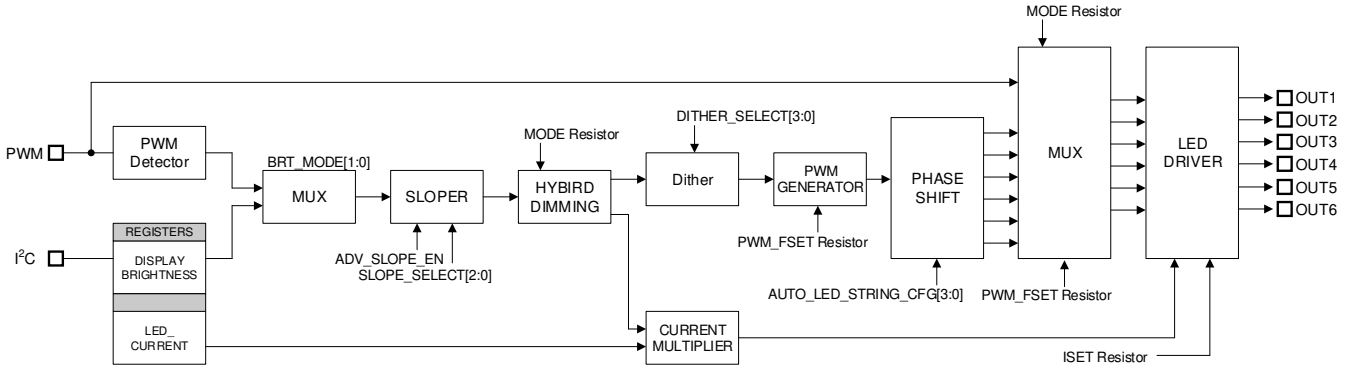 MODE Resistor
DITHER_SELECT[3:0]
MODE Resistor
PWM
PWM
Detector
BRT_MODE[1:0]
MUX
SLOPER
HYBIRD
DIMMING
Dither
PWM
GENERATOR
PHASE
SHIFT
MUX
LED
DRIVER
OUT1
OUT2
OUT3
OUT4
OUT5
OUT6
I²C
REGISTERS
DISPLAY
BRIGHTNESS
ADV_SLOPE_EN
SLOPE_SELECT[2:0]
PWM_FSET Resistor
AUTO_LED_STRING_CFG[3:0]
PWM_FSET Resistor
LED_
CURRENT
CURRENT
MULTIPLIER
ISET Resistor